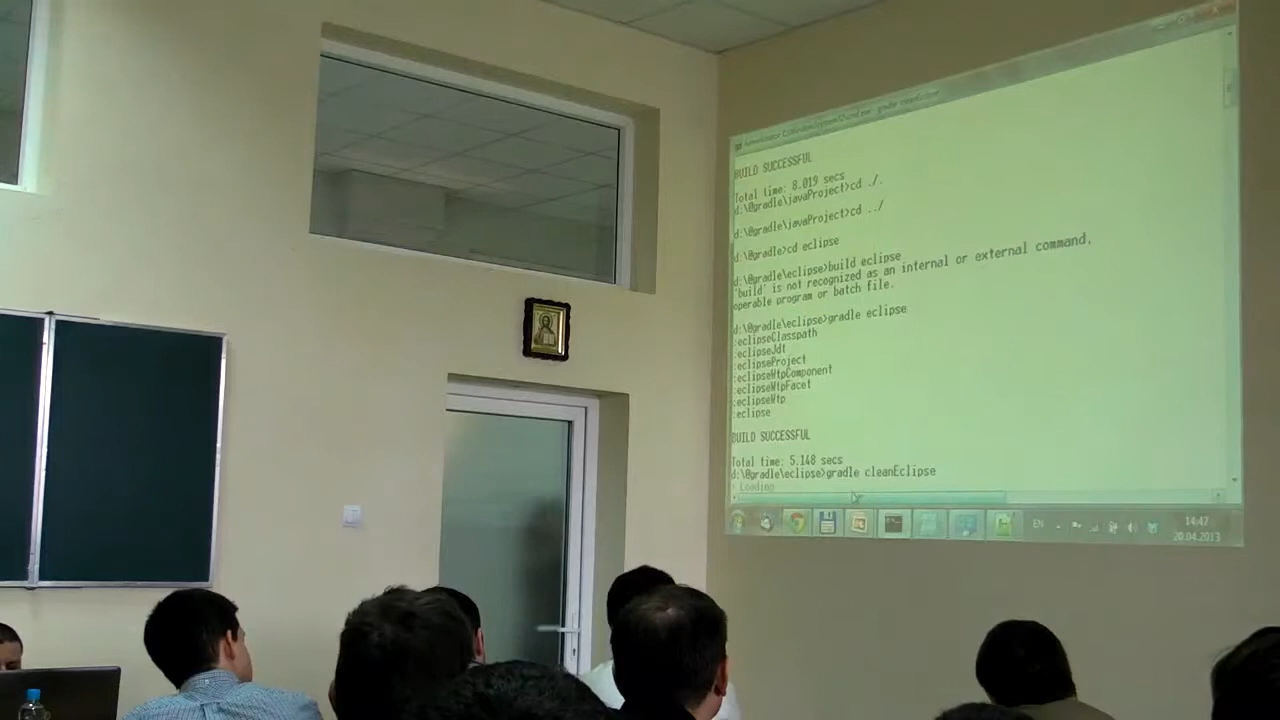 BUILD SUCCESSFUL
Total time: 8.019 secs
d:\@gradle\javaProject>cd ./.
d:\@gradle\javaProject>cd ../
d:\@gradle>cd eclipse
d:\@gradle\eclipse>build eclipse
'build' is not recognized as an internal or external command,
operable program or batch file.
d:\@gradle\eclipse>gradle eclipse
:eclipseClasspath
:eclipseJdt
:eclipseProject
:eclipseWtpComponent
:eclipseWtpFacet
:eclipseWtp
:eclipse
BUILD SUCCESSFUL
Total time: 5.148 secs
d:\@gradle\eclipse>gradle cleanEclipse
> Loading
EN
14:47
20.04.2013